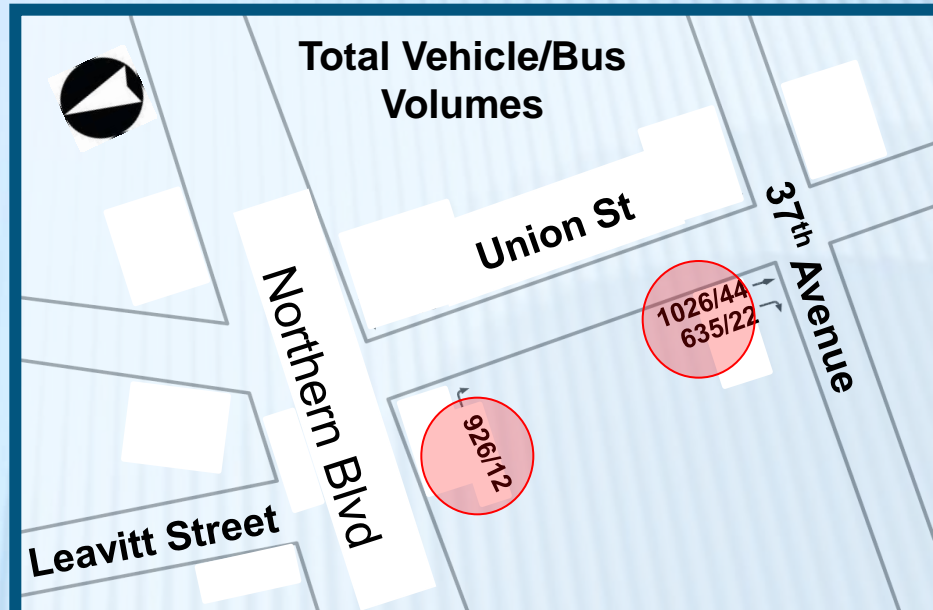 Total Vehicle/Bus
Volumes
Union St
37th Avenue
Northern Blvd
1026/44
635/22
926/12
Leavitt Street